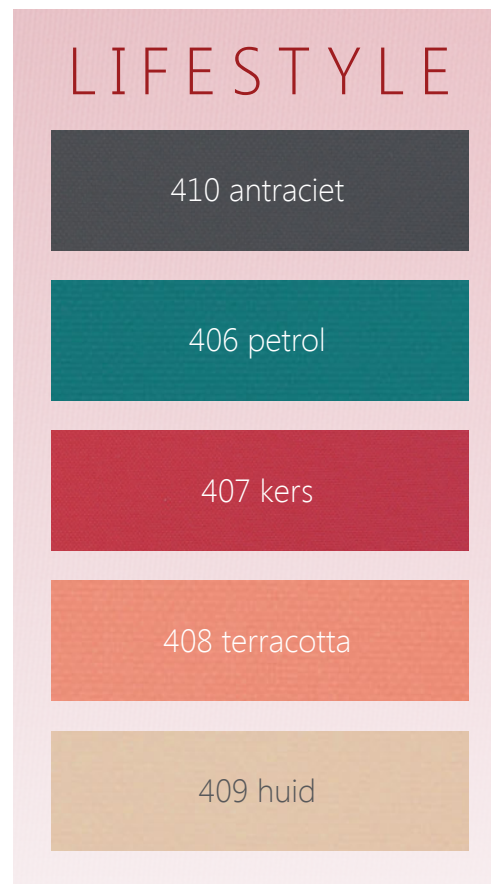 LIFESTYLE
410 antraciet
406 petrol
407 kers
408 terracotta
409 huid